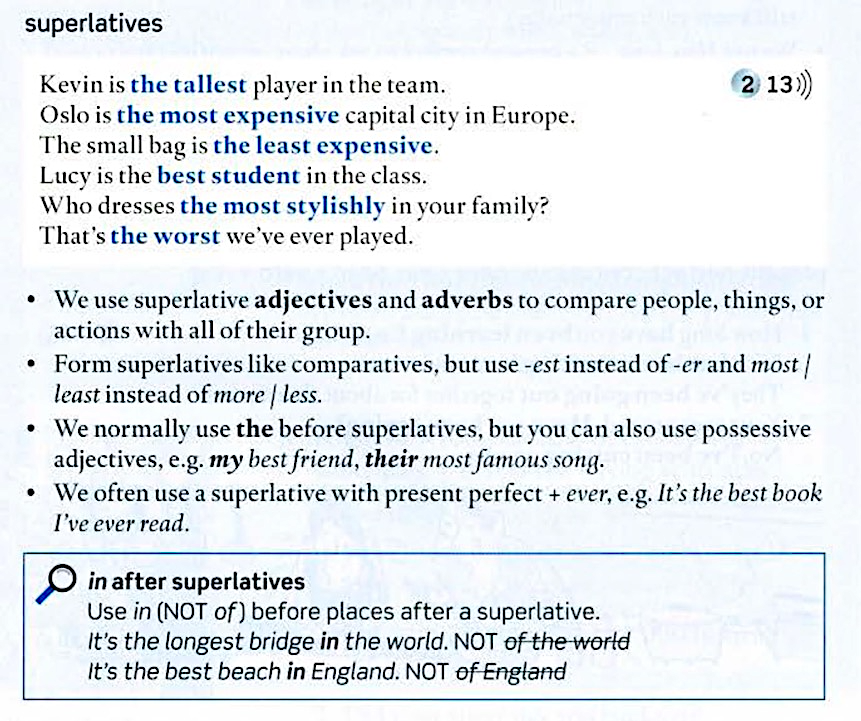 superlatives
Kevin is the tallest player in the team.
2 13
Oslo is the most expensive capital city in Europe.
The small bag is the least expensive.
Lucy is the best student in the class.
Who dresses the most stylishly in your family?
That's the worst we've ever played.
• We use superlative adjectives and adverbs to compare people, things, or
actions with all of their group.
• Form superlatives like comparatives, but use -est instead of -er and most /
least instead of more / less.
• We normally use the before superlatives, but you can also use possessive
adjectives, e.g. my best friend, their most famous song.
• We often use a superlative with present perfect + ever, e.g. It's the best book
I've ever read.
in after superlatives
Use in (NOT of) before places after a superlative.
It's the longest bridge in the world. NOT of the world
It's the best beach in England. NOT of England